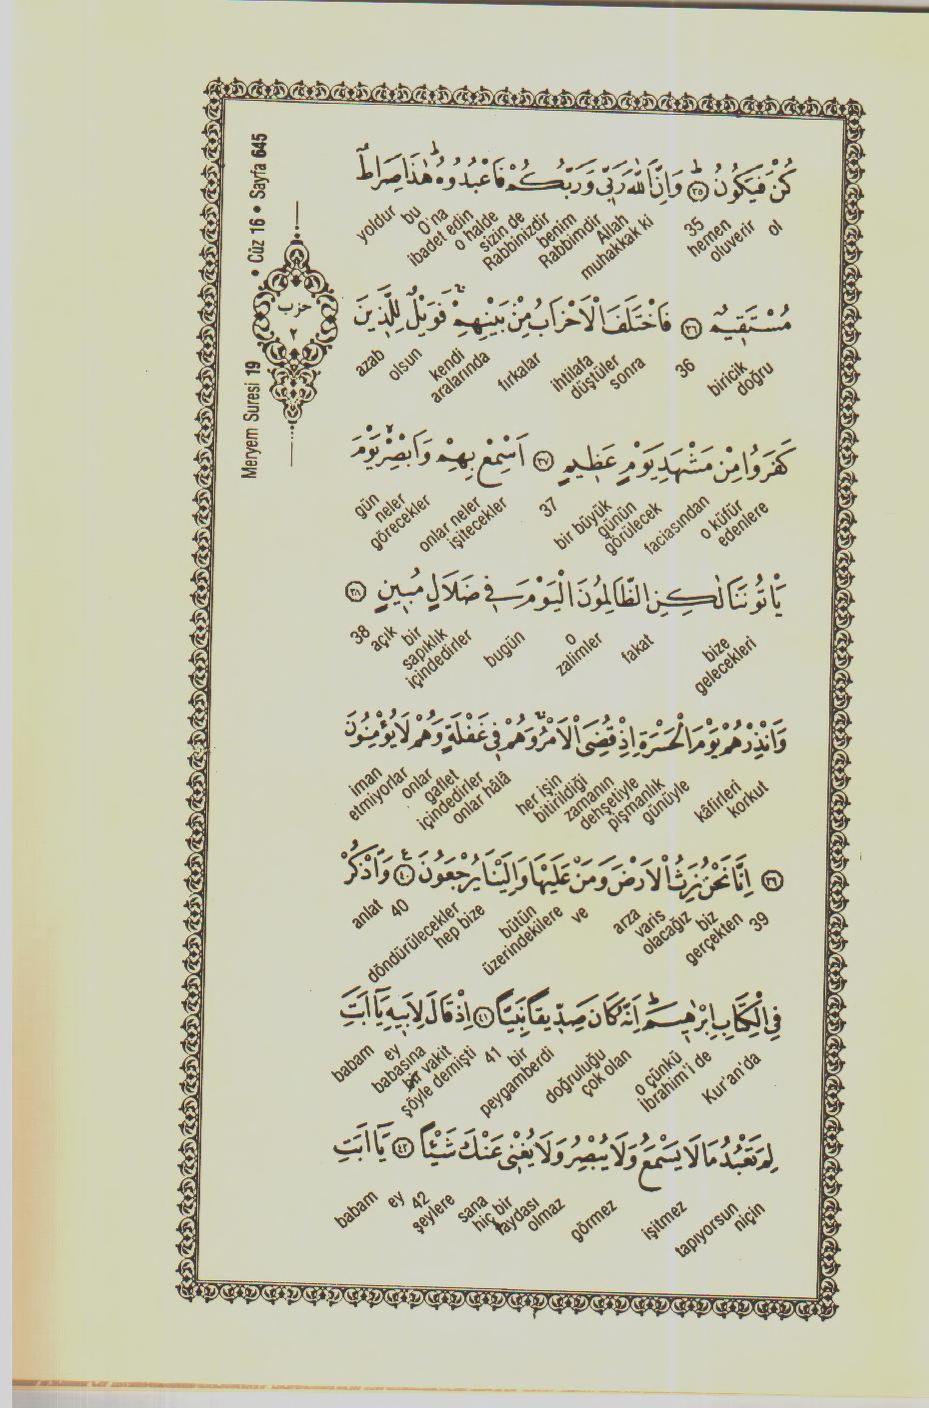 Meryem Suresi 19 • Cüz 16 • Sayfa 645
حزب
٢
كُنْ فَيَكُونُ ﴿٣٥﴾ وَاِنَّ اللّٰهَ رَبّٖي وَرَبُّكُمْ فَاعْبُدُوهُ هٰذَا صِرَاطٌ
ol hemen oluverir 35 muhakkak ki Allah benim Rabbimdir sizin de Rabbinizdir o halde ibadet edin O'na bu yoldur
مُسْتَقٖيمٌ ﴿٣٦﴾ فَاخْتَلَفَ الْاَحْزَابُ مِنْ بَيْنِهِمْ فَوَيْلٌ لِلَّذٖينَ
biricik doğru 36 sonra ihtilafa düştüler fırkalar kendi aralarında olsun azab
كَفَرُوا مِنْ مَشْهَدِ يَوْمٍ عَظٖيمٍ ﴿٣٧﴾ اَسْمِعْ بِهِمْ وَاَبْصِرْ يَوْمَ
o küfür edenlere faciasından bir büyük günün görülecek 37 onlar neler işitecekler neler görecekler gün
يَاْتُونَنَا لٰكِنِ الظَّالِمُونَ الْيَوْمَ فٖي ضَلَالٍ مُبٖينٍ ﴿٣٨﴾
bize gelecekleri fakat o zalimler bugün bir sapıklık içindedirler açık 38
وَاَنْذِرْهُمْ يَوْمَ الْحَسْرَةِ اِذْ قُضِيَ الْاَمْرُ وَهُمْ فٖي غَفْلَةٍ وَهُمْ لَا يُؤْمِنُونَ
kâfirleri korkut pişmanlık günüyle zamanın dehşetiyle her işin bitirildiği onlar hâlâ gaflet içindedirler onlar iman etmiyorlar
﴿٣٩﴾ اِنَّا نَحْنُ نَرِثُ الْاَرْضَ وَمَنْ عَلَيْهَا وَاِلَيْنَا يُرْجَعُونَ ﴿٤٠﴾ وَاذْكُرْ
39 gerçekten biz varis olacağız arza ve bütün üzerindekilere hep bize döndürülecekler 40 anlat
فِي الْكِتَابِ اِبْرٰهٖيمَ اِنَّهُ كَانَ صِدّٖيقًا نَبِيًّا ﴿٤١﴾ اِذْ قَالَ لِاَبٖيهِ يَا اَبَتِ
Kur'an'da İbrahim'i de o çünkü doğruluğu çok olan bir peygamberdi 41 bir vakit şöyle demişti babasına ey babam
لِمَ تَعْبُدُ مَا لَا يَسْمَعُ وَلَا يُبْصِرُ وَلَا يُغْنٖي عَنْكَ شَيْـًٔا ﴿٤٢﴾ يَا اَبَتِ
niçin tapıyorsun işitmez görmez sana hiç bir faydası olmaz şeylere 42 ey babam